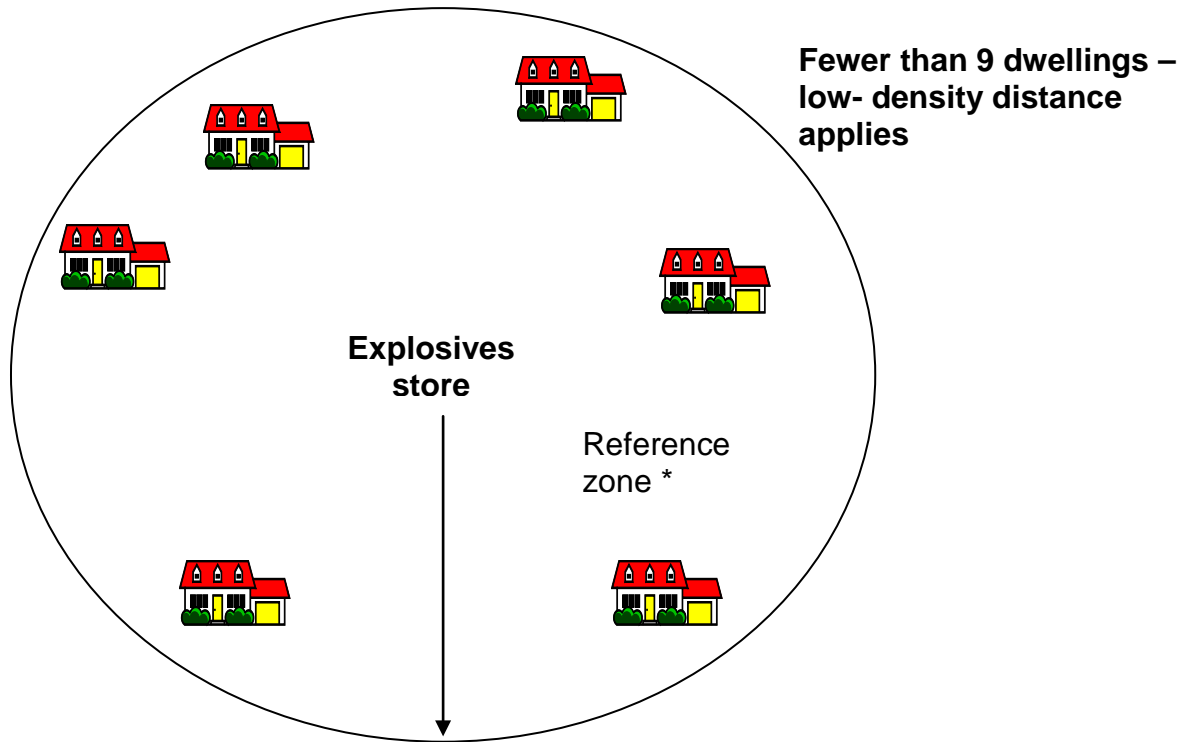 Fewer than 9 dwellings –
low- density distance
applies
Explosives
store
Reference
zone *